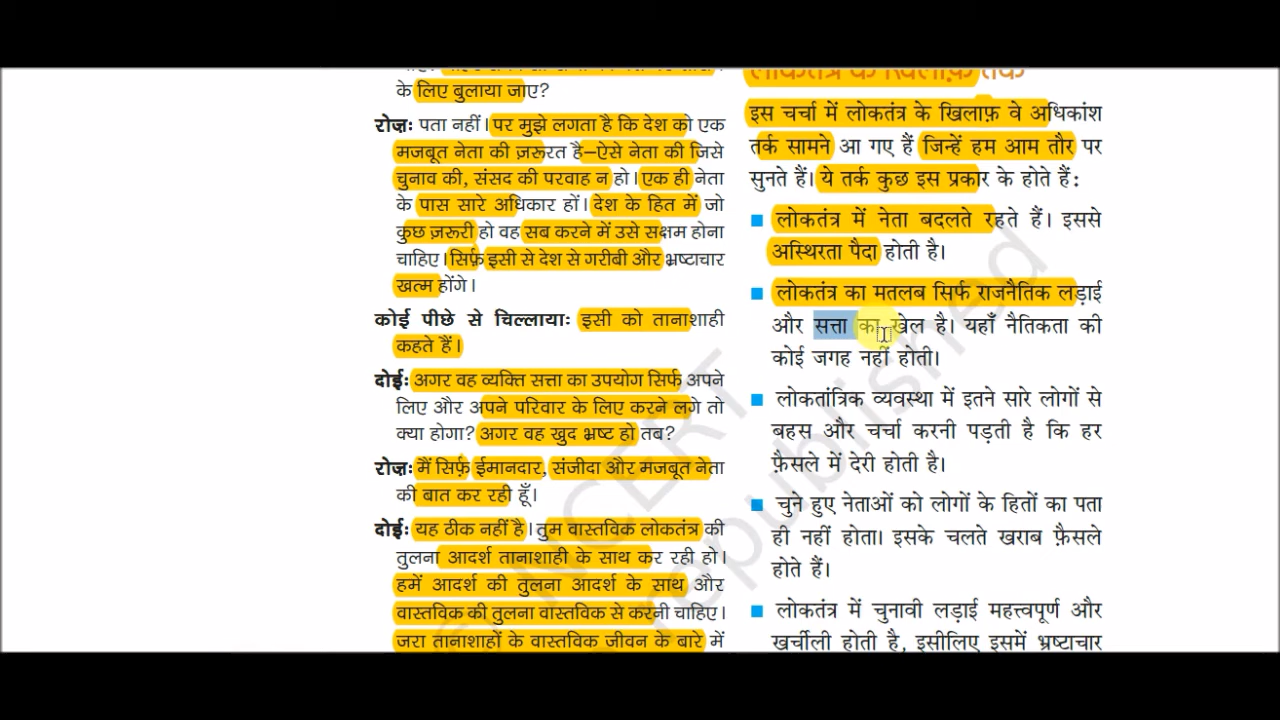 के लिए बुलाया जाए?
रोज़: पता नहीं। पर मुझे लगता है कि देश को एक
मजबूत नेता की ज़रूरत है–ऐसे नेता की जिसे
चुनाव की, संसद की परवाह न हो। एक ही नेता
के पास सारे अधिकार हों। देश के हित में जो
कुछ ज़रूरी हो वह सब करने में उसे सक्षम होना
चाहिए। सिर्फ़ इसी से देश से गरीबी और भ्रष्टाचार
खत्म होंगे।
कोई पीछे से चिल्लाया: इसी को तानाशाही
कहते हैं।
दोई: अगर वह व्यक्ति सत्ता का उपयोग सिर्फ अपने
लिए और अपने परिवार के लिए करने लगे तो
क्या होगा? अगर वह खुद भ्रष्ट हो तब?
रोज़: मैं सिर्फ़ ईमानदार, संजीदा और मजबूत नेता
की बात कर रही हूँ।
दोई: यह ठीक नहीं है। तुम वास्तविक लोकतंत्र की
तुलना आदर्श तानाशाही के साथ कर रही हो।
हमें आदर्श की तुलना आदर्श के साथ और
वास्तविक की तुलना वास्तविक से करनी चाहिए।
जरा तानाशाहों के वास्तविक जीवन के बारे में
लोकतंत्र के खिलाफ़ तर्क
इस चर्चा में लोकतंत्र के खिलाफ़ वे अधिकांश
तर्क सामने आ गए हैं जिन्हें हम आम तौर पर
सुनते हैं। ये तर्क कुछ इस प्रकार के होते हैं:
■ लोकतंत्र में नेता बदलते रहते हैं। इससे
अस्थिरता पैदा होती है।
■ लोकतंत्र का मतलब सिर्फ राजनैतिक लड़ाई
और सत्ता का खेल है। यहाँ नैतिकता की
कोई जगह नहीं होती।
■ लोकतांत्रिक व्यवस्था में इतने सारे लोगों से
बहस और चर्चा करनी पड़ती है कि हर
फ़ैसले में देरी होती है।
■ चुने हुए नेताओं को लोगों के हितों का पता
ही नहीं होता। इसके चलते खराब फ़ैसले
होते हैं।
■ लोकतंत्र में चुनावी लड़ाई महत्त्वपूर्ण और
खर्चीली होती है, इसीलिए इसमें भ्रष्टाचार
NCERT
republished